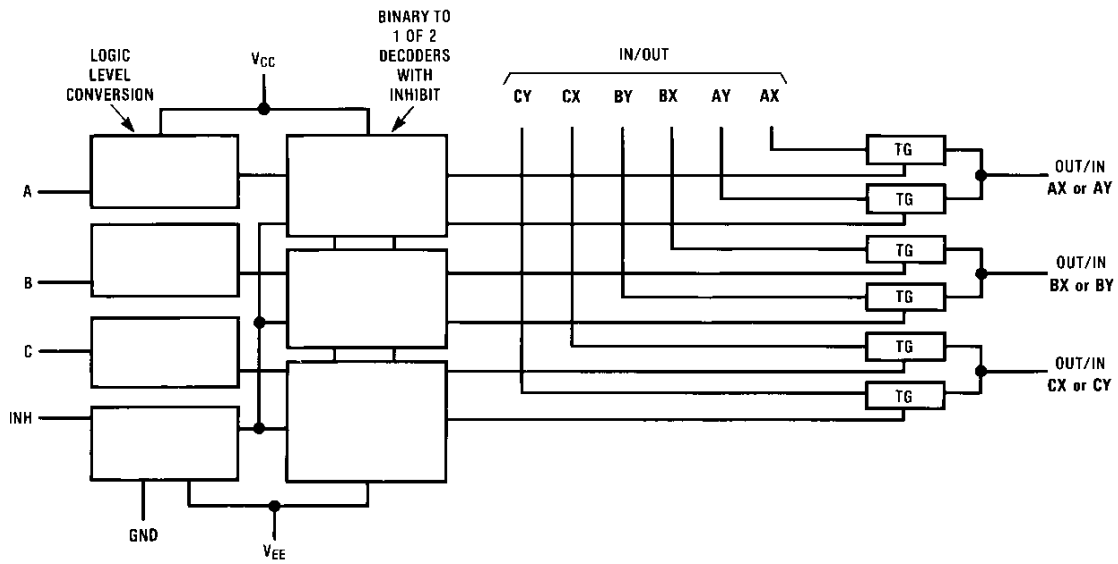 BINARY TO
1 OF 2
DECODERS
WITH
INHIBIT
LOGIC
LEVEL
CONVERSION
VCC
IN/OUT
CY CX BY BX AY AX
TG
OUT/IN
AX or AY
A
TG
TG
OUT/IN
BX or BY
B
TG
C
TG
OUT/IN
CX or CY
TG
INH
GND
VEE